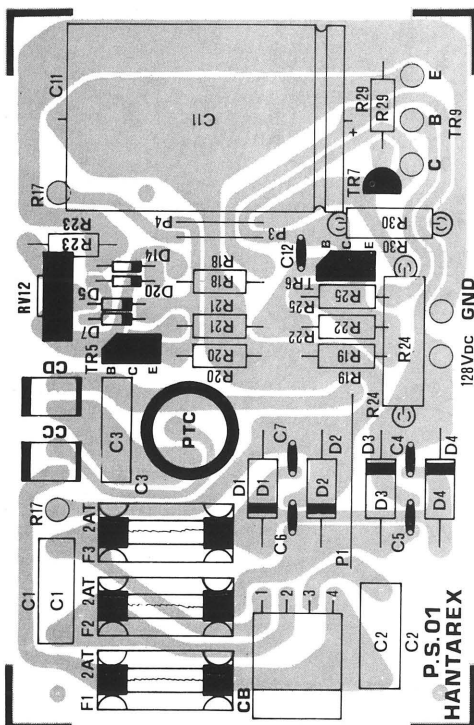 C11
C11
R29
R29
E
B
C
TR9
TR7
+
R17
R23
R23
P4
P3
C12
R30
R30
B
C
E
TR6
RV12
D14
D20
D6
D7
R18
R18
R21
R21
R20
R20
TR5
B
C
E
R25
R25
R22
R22
R19
R19
R24
R24
GND
128VDC
CD
CC
C3
C3
PTC
R17
C7
C6
D1
D1
D2
D2
D3
D3
C4
C5
D4
D4
P1
C1
C1
F3
2AT
F2
2AT
F1
2AT
CB
1
2
3
4
C2
C2
P.S.01
HANTAREX